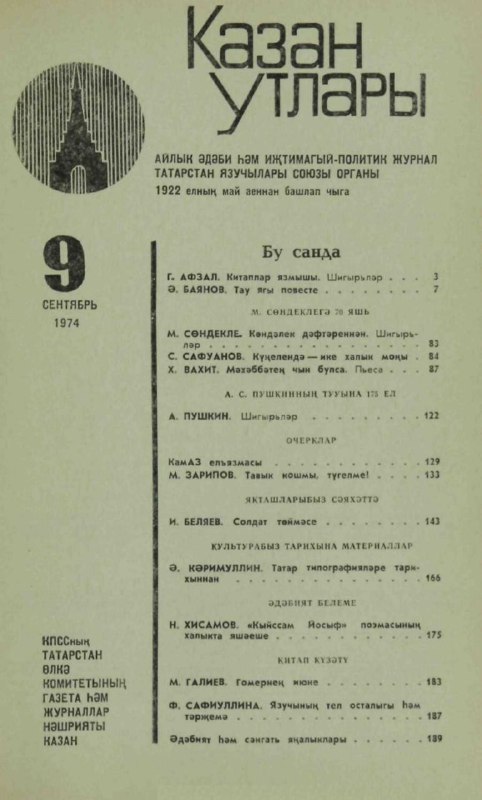 Казан
утлары
АЙЛЫК ӘДӘБИ ҺӘМ ИҖТИМАГЫЙ-ПОЛИТИК ЖУРНАЛ
ТАТАРСТАН ЯЗУЧЫЛАРЫ СОЮЗЫ ОРГАНЫ
1922 елның май аеннан башлап чыга
9
СЕНТЯБРЬ
1974
Бу санда
Г. АФЗАЛ. Китаплар язмышы. Шигырьләр . . . 3
Ә. БАЯНОВ. Тау ягы повесте . . . . . . . 7
М. СӨНДЕКЛЕГӘ 70 ЯШЬ
М. СӨНДЕКЛЕ. Көндәлек дәфтәреннән. Шигырь-
ләр . . . . . . . . . . . . . 83
С. САФУАНОВ. Күңелендә — ике халык моңы . 84
Х. ВАХИТ. Мәхәббәтең чын булса. Пьеса . . . 87
А. С. ПУШКИННЫҢ ТУУЫНА 175 ЕЛ
А. ПУШКИН. Шигырьләр . . . . . . . . 122
ОЧЕРКЛАР
КамАЗ елъязмасы . . . . . . . . . 129
М. ЗАРИПОВ. Тавык кошмы, түгелме! . . . . 133
ЯКТАШЛАРЫБЫЗ СӘЯХӘТТӘ
И. БЕЛЯЕВ. Солдат төймәсе . . . . . . . 143
КУЛЬТУРАБЫЗ ТАРИХЫНА МАТЕРИАЛЛАР
Ә. КӘРИМУЛЛИН. Татар типографияләре тари-
хыннан . . . . . . . . . . . . 166
ӘДӘБИЯТ БЕЛЕМЕ
Н. ХИСАМОВ. «Кыйссаи Йосыф» поэмасының
халыкта яшәеше . . . . . . . . . . 175
КИТАП КҮЗӘТҮ
М. ГАЛИЕВ. Гомернең июне . . . . . . . 183
Ф. САФИУЛЛИНА. Язучының тел осталыгы һәм
тәрҗемә . . . . . . . . . . . . 187
Әдәбият һәм сәнгать яңалыклары . . . . . . 189
КПССның
ТАТАРСТАН
ӨЛКӘ
КОМИТЕТЫНЫҢ
ГАЗЕТА ҺӘМ
ЖУРНАЛЛАР
НӘШРИЯТЫ
КАЗАН